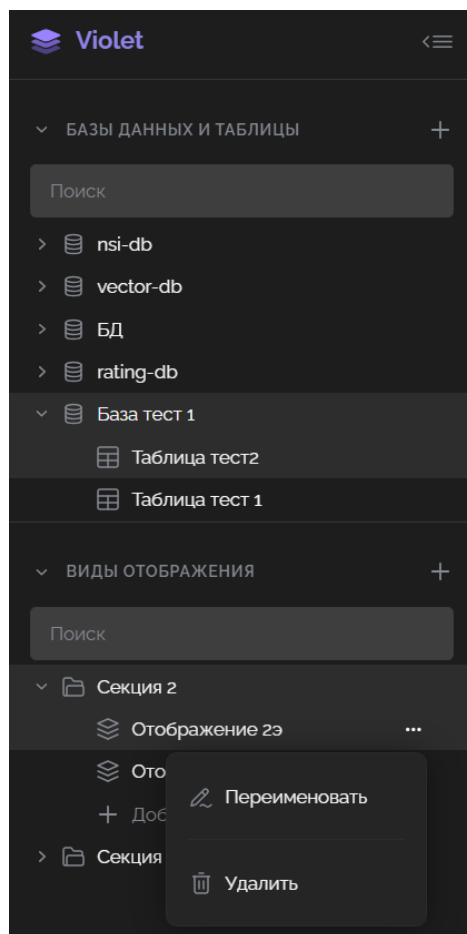 Violet
БАЗЫ ДАННЫХ И ТАБЛИЦЫ
Поиск
nsi-db
vector-db
БД
rating-db
База тест 1
Таблица тест2
Таблица тест 1
ВИДЫ ОТОБРАЖЕНИЯ
Поиск
Секция 2
Отображение 2э
Переименовать
Секция
Удалить